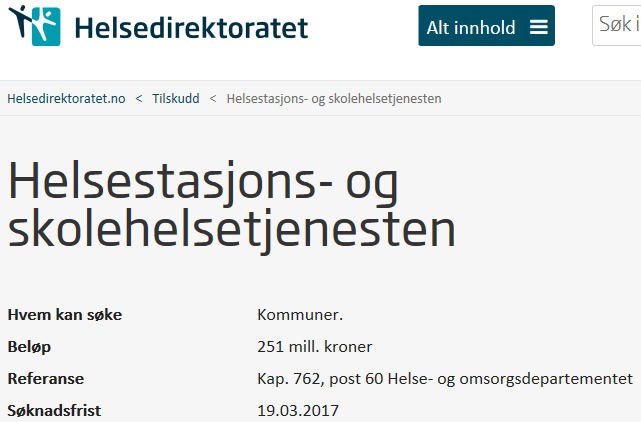 Helsedirektoratet
Alt innhold
Søk i
Helsedirektoratet.no < Tilskudd < Helsestasjons- og skolehelsetjenesten
Helsestasjons- og
skolehelsetjenesten
Hvem kan søke Kommuner.
Beløp 251 mill. kroner
Referanse Kap. 762, post 60 Helse- og omsorgsdepartementet
Søknadsfrist 19.03.2017